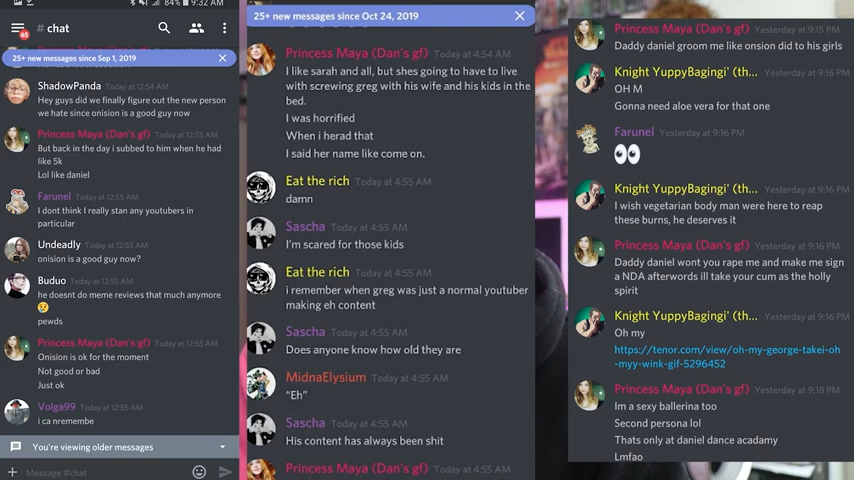 84% 9:32 AM
65
# chat
25+ new messages since Sep 1, 2019
ShadowPanda Today at 12:54 AM
Hey guys did we finally figure out the new person
we hate since onision is a good guy now
Princess Maya (Dan's gf) Today at 12:55 AM
But back in the day i subbed to him when he had
like 5k
Lol like daniel
Farunel Today at 12:55 AM
I dont think I really stan any youtubers in
particular
Undeadly Today at 12:55 AM
onision is a good guy now?
Buduo Today at 12:55 AM
he doesnt do meme reviews that much anymore
😢
pewds
Princess Maya (Dan's gf) Today at 12:55 AM
Onision is ok for the moment
Not good or bad
Just ok
Volga99 Today at 12:55 AM
i ca nremembe
You're viewing older messages
Message #chat
25+ new messages since Oct 24, 2019
Princess Maya (Dan's gf) Today at 4:54 AM
I like sarah and all, but shes going to have to live
with screwing greg with his wife and his kids in the
bed.
I was horrified
When i herad that
I said her name like come on.
Eat the rich Today at 4:55 AM
damn
Sascha Today at 4:55 AM
I'm scared for those kids
Eat the rich Today at 4:55 AM
i remember when greg was just a normal youtuber
making eh content
Sascha Today at 4:55 AM
Does anyone know how old they are
MidnaElysium Today at 4:55 AM
"Eh"
Sascha Today at 4:55 AM
His content has always been shit
Princess Maya (Dan's gf) Today at 4:55 AM
Princess Maya (Dan's gf) Yesterday at 9:15 PM
Daddy daniel groom me like onsion did to his girls
Knight YuppyBagingi' (th... Yesterday at 9:16 PM
OH M
Gonna need aloe vera for that one
Farunel Yesterday at 9:16 PM
👀
Knight YuppyBagingi' (th... Yesterday at 9:16 PM
I wish vegetarian body man were here to reap
these burns, he deserves it
Princess Maya (Dan's gf) Yesterday at 9:16 PM
Daddy daniel wont you rape me and make me sign
a NDA afterwords ill take your cum as the holly
spirit
Knight YuppyBagingi' (th... Yesterday at 9:16 PM
Oh my
https://tenor.com/view/oh-my-george-takei-oh
-myy-wink-gif-5296452
Princess Maya (Dan's gf) Yesterday at 9:18 PM
Im a sexy ballerina too
Second persona lol
Thats only at daniel dance acadamy
Lmfao